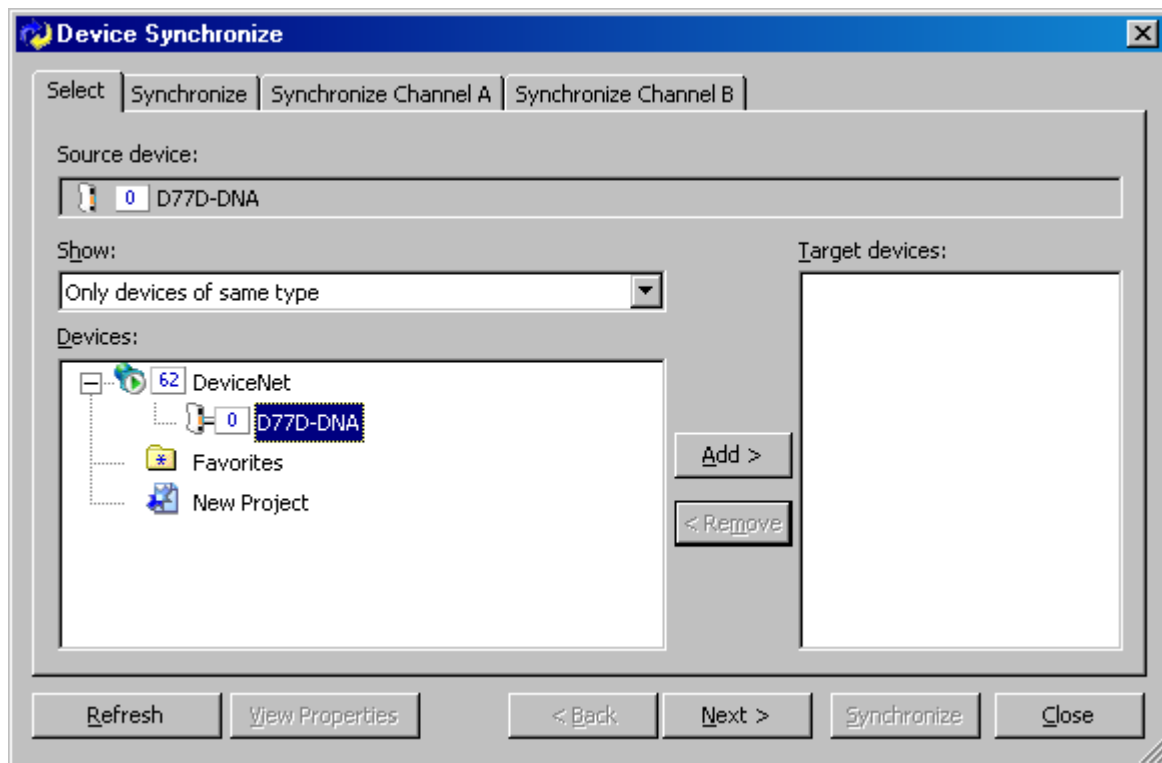 Device Synchronize
Select Synchronize Synchronize Channel A Synchronize Channel B
Source device:
0 D77D-DNA
Show:
Target devices:
Only devices of same type
Devices:
62 DeviceNet
0 D77D-DNA
* Favorites
New Project
Add >
< Remove
Refresh View Properties < Back Next > Synchronize Close